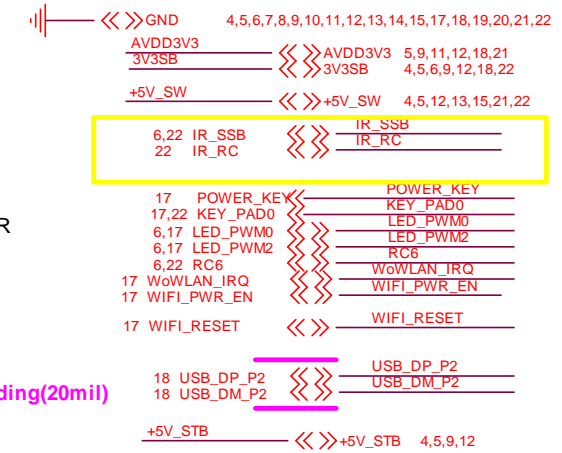 GND 4,5,6,7,8,9,10,11,12,13,14,15,17,18,19,20,21,22
AVDD3V3 AVDD3V3 5,9,11,12,18,21
3V3SB 3V3SB 4,5,6,9,12,18,22
+5V_SW +5V_SW 4,5,12,13,15,21,22
6,22 IR_SSB IR_SSB
22 IR_RC IR_RC
17 POWER_KEY POWER_KEY
17,22 KEY_PAD0 KEY_PAD0
R
6,17 LED_PWM0 LED_PWM0
6,17 LED_PWM2 LED_PWM2
6,22 RC6 RC6
17 WoWLAN_IRQ WoWLAN_IRQ
17 WIFI_PWR_EN WIFI_PWR_EN
17 WIFI_RESET WIFI_RESET
18 USB_DP_P2 USB_DP_P2
ding(20mil) 18 USB_DM_P2 USB_DM_P2
+5V_STB +5V_STB 4,5,9,12